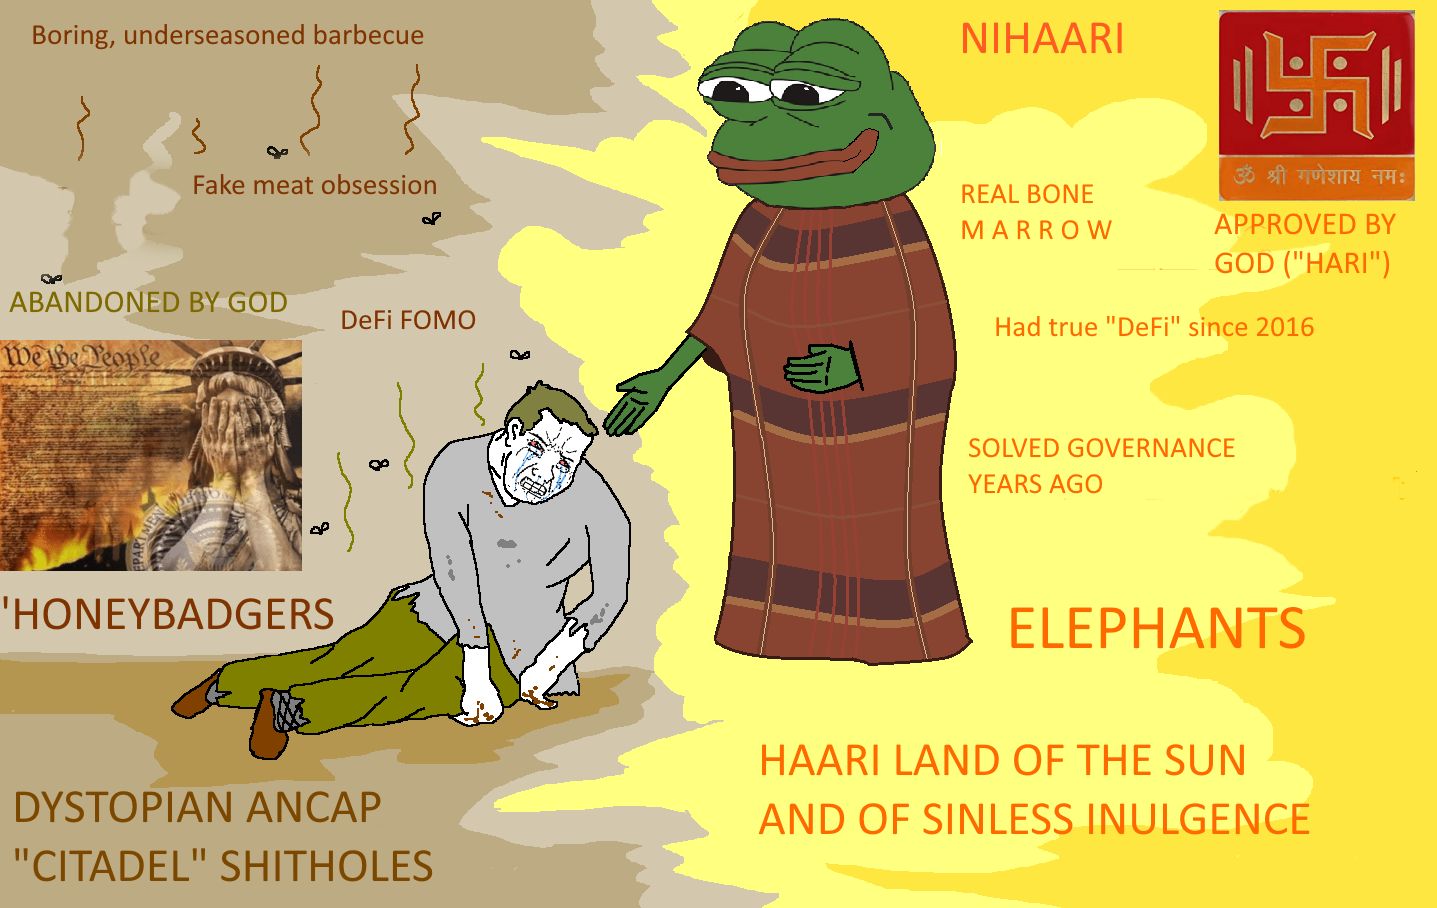 Boring, underseasoned barbecue
Fake meat obsession
ABANDONED BY GOD
We the People
DeFi FOMO
'HONEYBADGERS
DYSTOPIAN ANCAP
"CITADEL" SHITHOLES
NIHAARI
ॐ श्री गणेशाय नमः
REAL BONE
M A R R O W
APPROVED BY
GOD ("HARI")
Had true "DeFi" since 2016
SOLVED GOVERNANCE
YEARS AGO
ELEPHANTS
HAARI LAND OF THE SUN
AND OF SINLESS INULGENCE